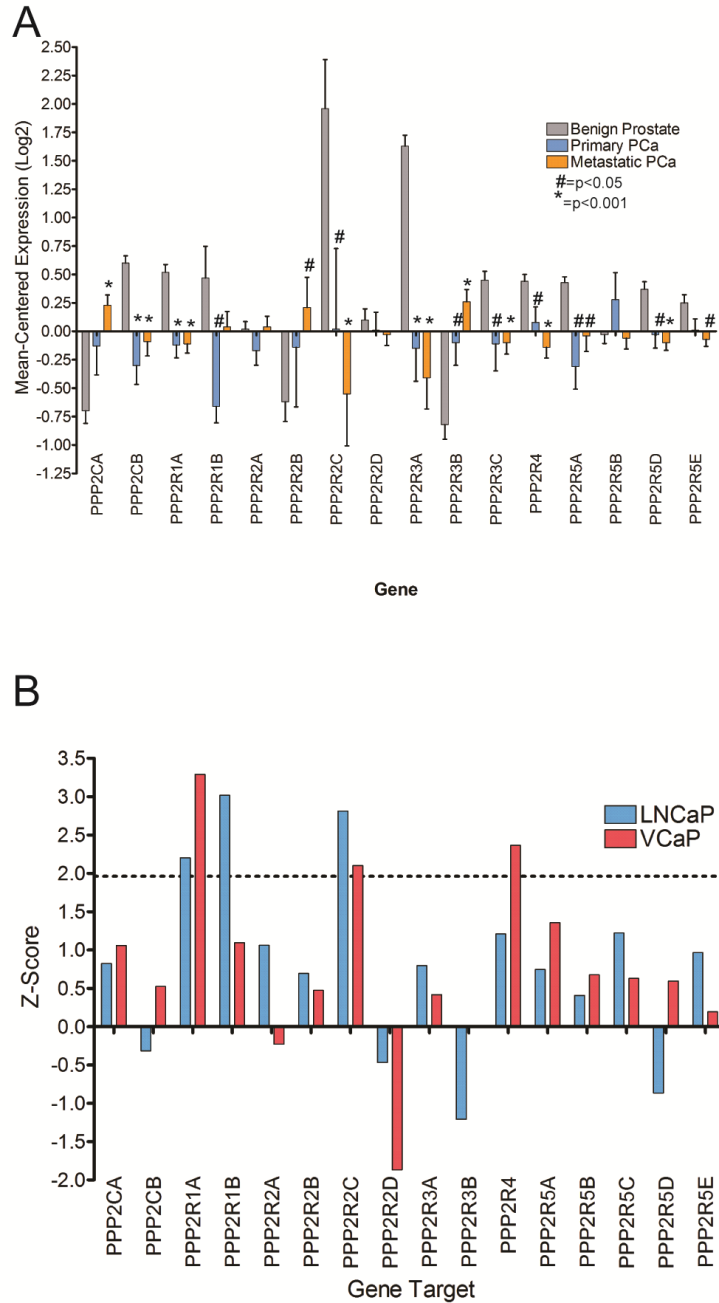 A
Mean-Centered Expression (Log2)
2.50
2.25
2.00
1.75
1.50
1.25
1.00
0.75
0.50
0.25
0.00
-0.25
-0.50
-0.75
-1.00
-1.25
Benign Prostate
Primary PCa
Metastatic PCa
#=p<0.05
*=p<0.001
* * * * * # # # * * * # * # * # * # # # * #
PPP2CA PPP2CB PPP2R1A PPP2R1B PPP2R2A PPP2R2B PPP2R2C PPP2R2D PPP2R3A PPP2R3B PPP2R3C PPP2R4 PPP2R5A PPP2R5B PPP2R5D PPP2R5E
Gene
B
Z-Score
3.5
3.0
2.5
2.0
1.5
1.0
0.5
0.0
-0.5
-1.0
-1.5
-2.0
LNCaP
VCaP
PPP2CA PPP2CB PPP2R1A PPP2R1B PPP2R2A PPP2R2B PPP2R2C PPP2R2D PPP2R3A PPP2R3B PPP2R4 PPP2R5A PPP2R5B PPP2R5C PPP2R5D PPP2R5E
Gene Target